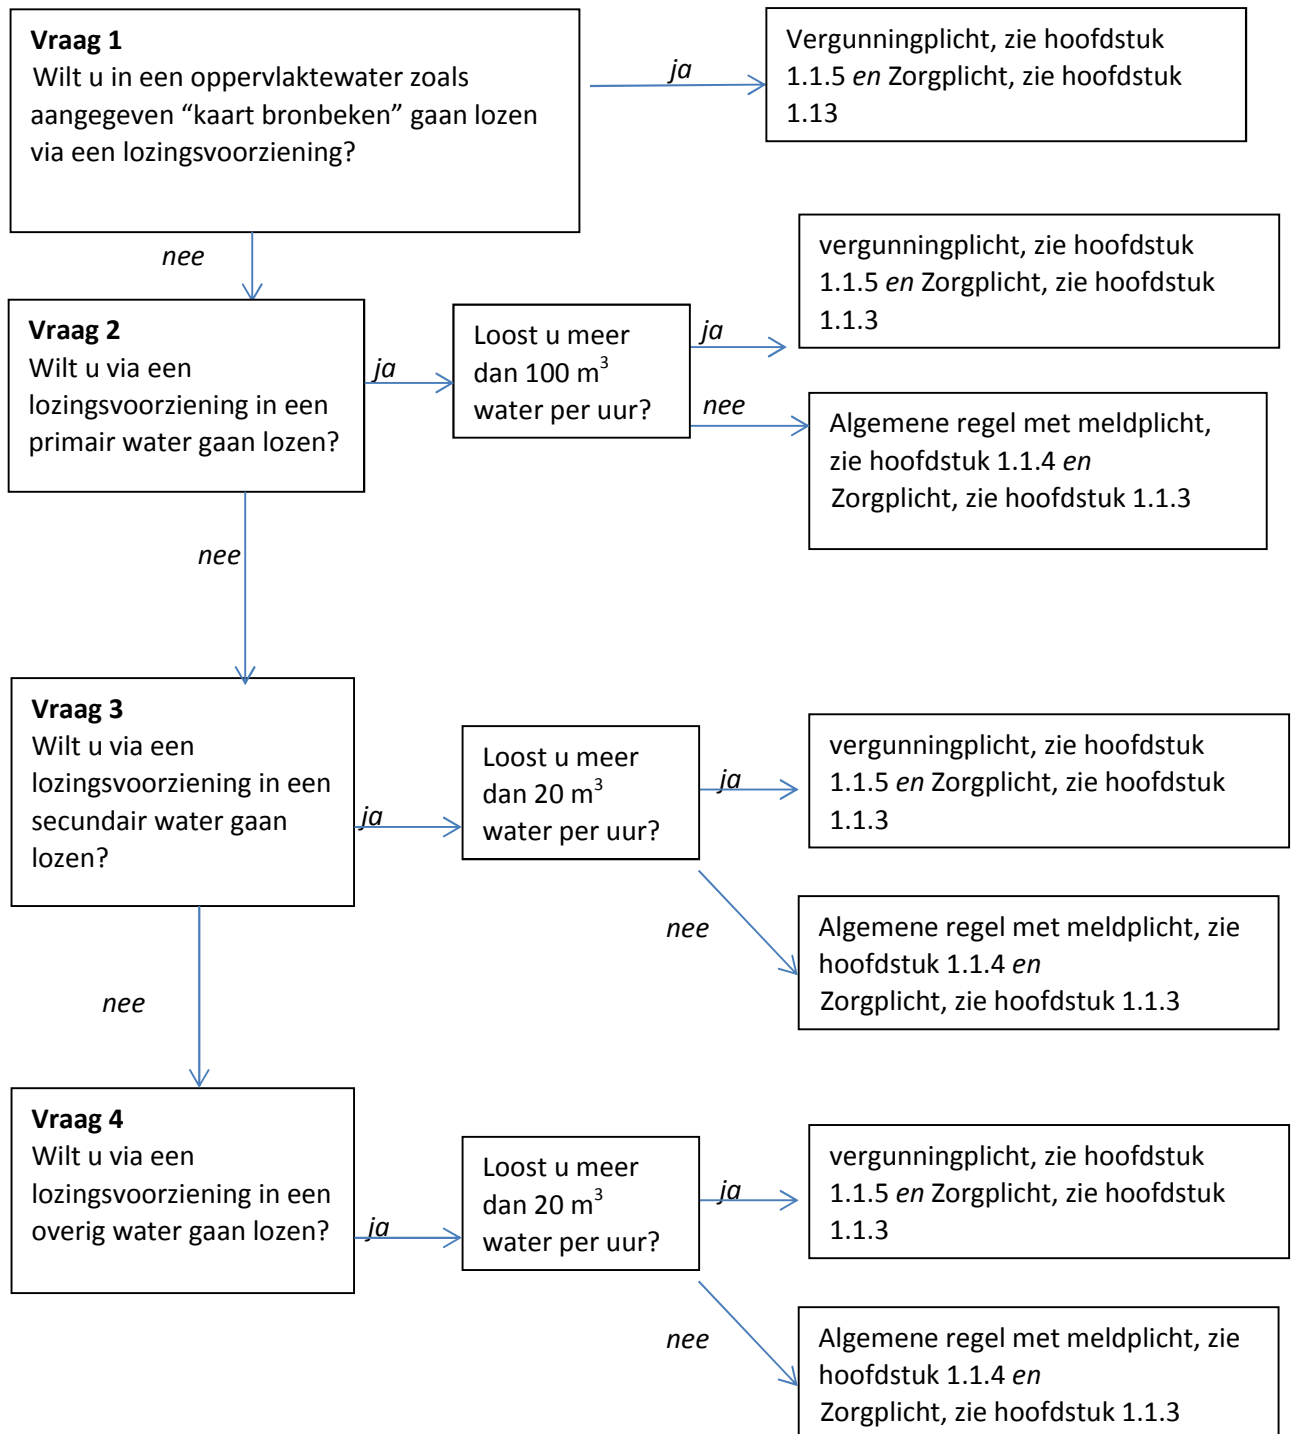 Vraag 1
Wilt u in een oppervlaktewater zoals
aangegeven “kaart bronbeken” gaan lozen
via een lozingsvoorziening?
ja
Vergunningplicht, zie hoofdstuk
1.1.5 en Zorgplicht, zie hoofdstuk
1.13
nee
Vraag 2
Wilt u via een
lozingsvoorziening in een
primair water gaan lozen?
ja
Loost u meer
dan 100 m³
water per uur?
ja
vergunningplicht, zie hoofdstuk
1.1.5 en Zorgplicht, zie hoofdstuk
1.1.3
nee
Algemene regel met meldplicht,
zie hoofdstuk 1.1.4 en
Zorgplicht, zie hoofdstuk 1.1.3
nee
Vraag 3
Wilt u via een
lozingsvoorziening in een
secundair water gaan
lozen?
ja
Loost u meer
dan 20 m³
water per uur?
ja
vergunningplicht, zie hoofdstuk
1.1.5 en Zorgplicht, zie hoofdstuk
1.1.3
nee
Algemene regel met meldplicht, zie
hoofdstuk 1.1.4 en
Zorgplicht, zie hoofdstuk 1.1.3
nee
Vraag 4
Wilt u via een
lozingsvoorziening in een
overig water gaan lozen?
ja
Loost u meer
dan 20 m³
water per uur?
ja
vergunningplicht, zie hoofdstuk
1.1.5 en Zorgplicht, zie hoofdstuk
1.1.3
nee
Algemene regel met meldplicht, zie
hoofdstuk 1.1.4 en
Zorgplicht, zie hoofdstuk 1.1.3